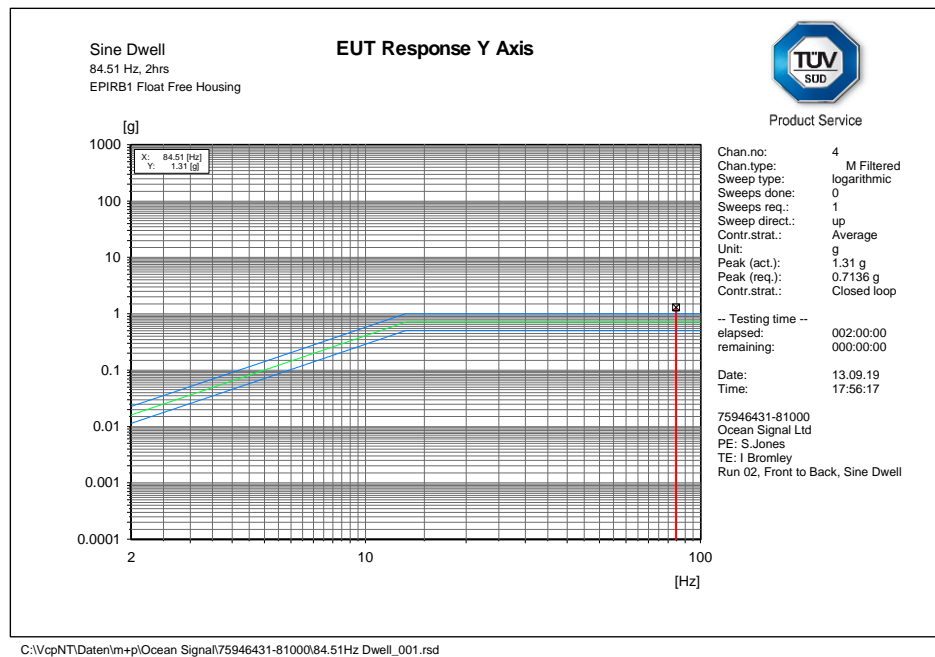 Sine Dwell
84.51 Hz, 2hrs
EPIRB1 Float Free Housing
EUT Response Y Axis
TÜV
SÜD
Product Service
[g]
X: 84.51 [Hz]
Y: 1.31 [g]
1000
100
10
1
0.1
0.01
0.001
0.0001
2 10 100
[Hz]
Chan.no: 4
Chan.type: M Filtered
Sweep type: logarithmic
Sweeps done: 0
Sweeps req.: 1
Sweep direct.: up
Contr.strat.: Average
Unit: g
Peak (act.): 1.31 g
Peak (req.): 0.7136 g
Contr.strat.: Closed loop
-- Testing time --
elapsed: 002:00:00
remaining: 000:00:00
Date: 13.09.19
Time: 17:56:17
75946431-81000
Ocean Signal Ltd
PE: S.Jones
TE: I Bromley
Run 02, Front to Back, Sine Dwell
C:\VcpNT\Daten\m+p\Ocean Signal\75946431-81000\84.51Hz Dwell_001.rsd